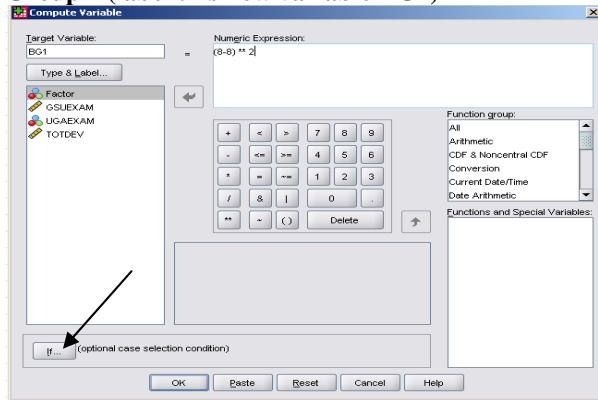 Compute Variable
Target Variable:
BG1
=
Numeric Expression:
(8-8) ** 2
Type & Label...
Factor
GSUEXAM
UGAEXAM
TOTDEV
+ < > 7 8 9
- <= >= 4 5 6
* = ~= 1 2 3
/ & | 0 .
** ~ () Delete
Function group:
All
Arithmetic
CDF & Noncentral CDF
Conversion
Current Date/Time
Date Arithmetic
Functions and Special Variables:
If... (optional case selection condition)
OK Paste Reset Cancel Help